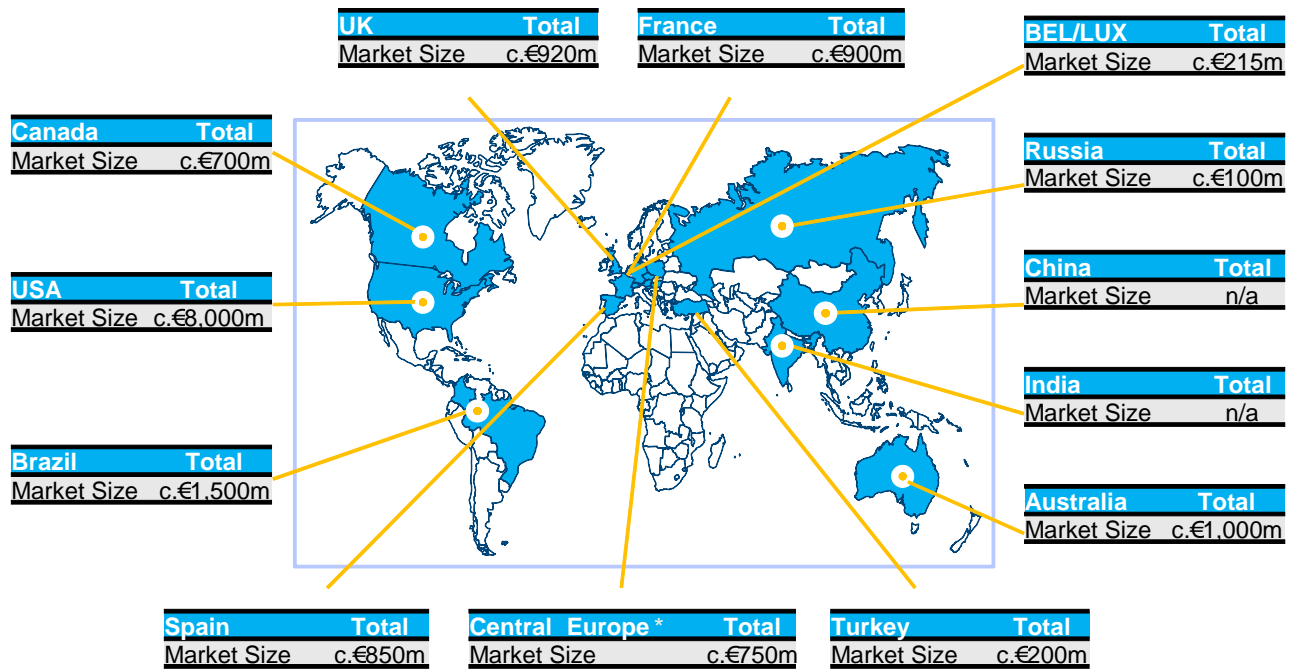 UK Total
Market Size c.€920m
France Total
Market Size c.€900m
BEL/LUX Total
Market Size c.€215m
Canada Total
Market Size c.€700m
Russia Total
Market Size c.€100m
USA Total
Market Size c.€8,000m
China Total
Market Size n/a
India Total
Market Size n/a
Brazil Total
Market Size c.€1,500m
Australia Total
Market Size c.€1,000m
Spain Total
Market Size c.€850m
Central Europe * Total
Market Size c.€750m
Turkey Total
Market Size c.€200m